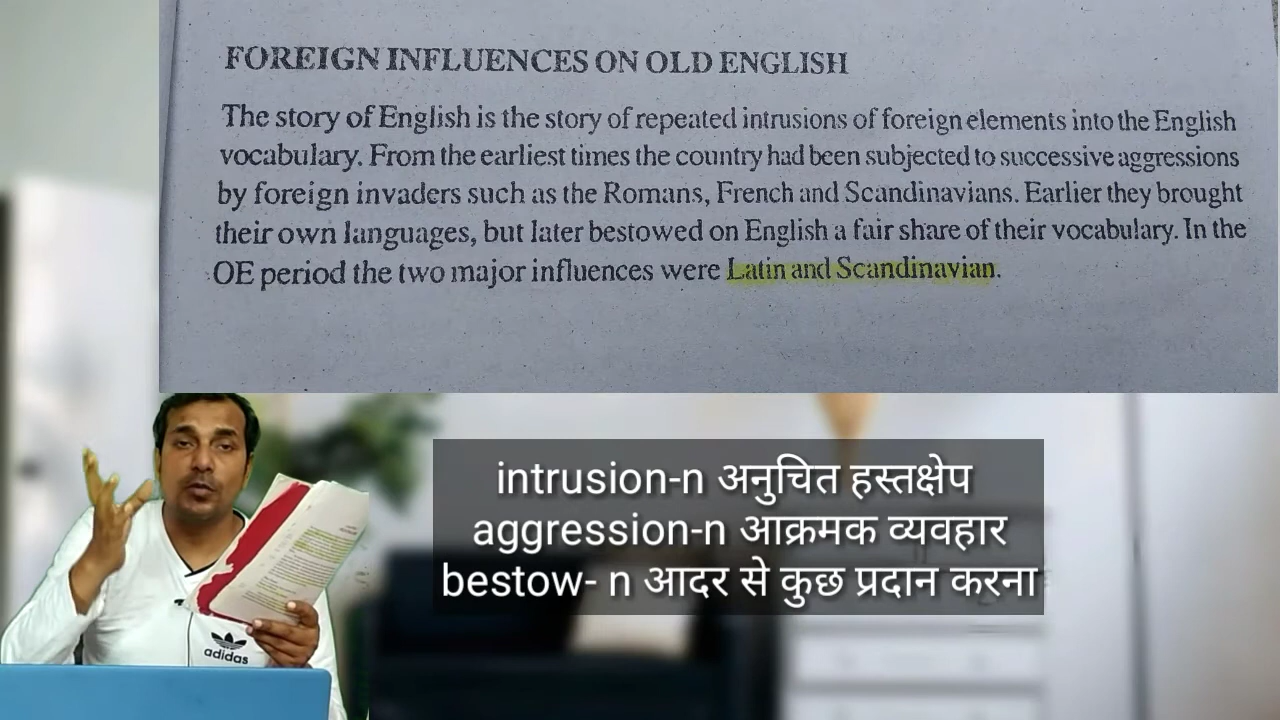 FOREIGN INFLUENCES ON OLD ENGLISH
The story of English is the story of repeated intrusions of foreign elements into the English
vocabulary. From the earliest times the country had been subjected to successive aggressions
by foreign invaders such as the Romans, French and Scandinavians. Earlier they brought
their own languages, but later bestowed on English a fair share of their vocabulary. In the
OE period the two major influences were Latin and Scandinavian.
intrusion-n अनुचित हस्तक्षेप
aggression-n आक्रमक व्यवहार
bestow- n आदर से कुछ प्रदान करना
adidas